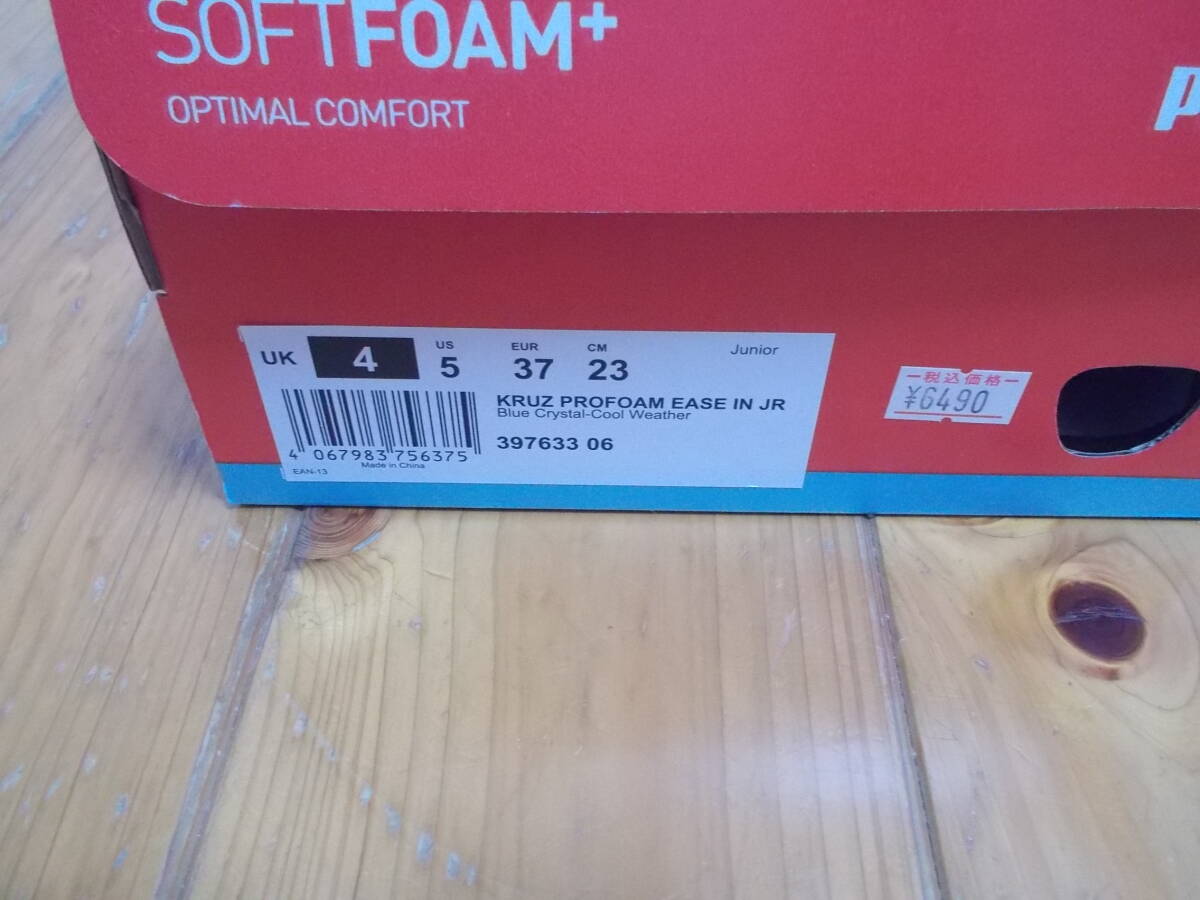 SOFTFOAM+
OPTIMAL COMFORT
UK 4 US 5 EUR 37 CM 23 Junior
KRUZ PROFOAM EASE IN JR
Blue Crystal-Cool Weather
397633 06
4 067983 756375
EAN-13 Made in China
税込価格
¥6490